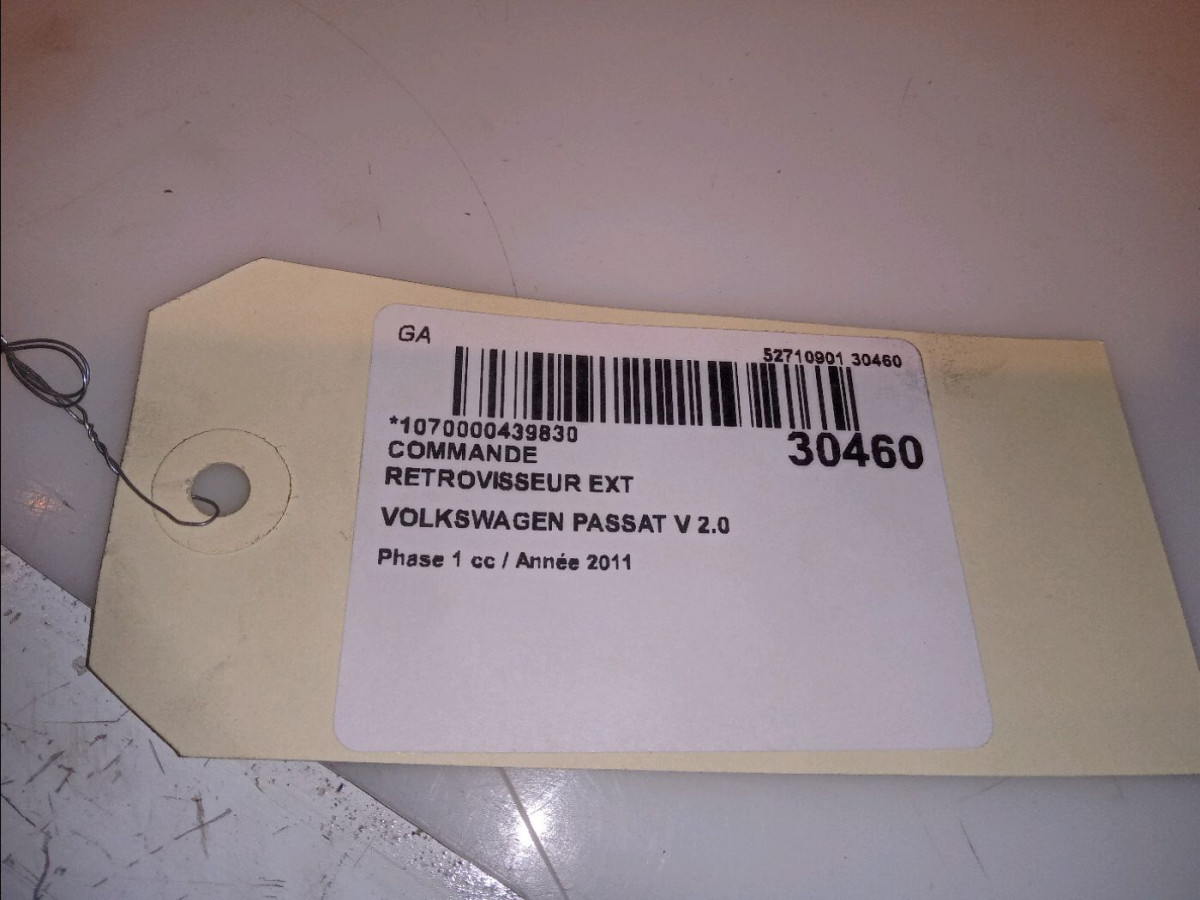 GA
52710901 30460
*1070000439830
30460
COMMANDE
RETROVISSEUR EXT
VOLKSWAGEN PASSAT V 2.0
Phase 1 cc / Année 2011